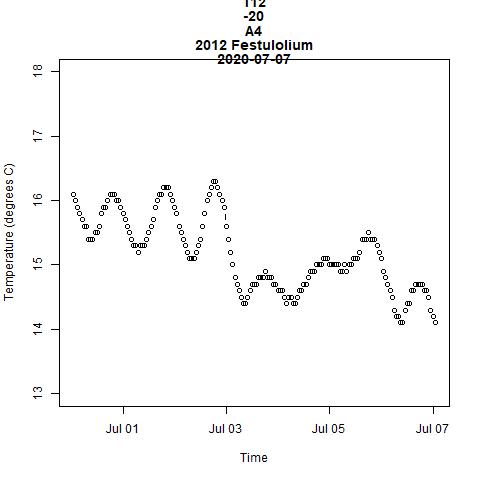 T12
-20
A4
2012 Festulolium
2020-07-07
Temperature (degrees C)
18
17
16
15
14
13
Jul 01 Jul 03 Jul 05 Jul 07
Time